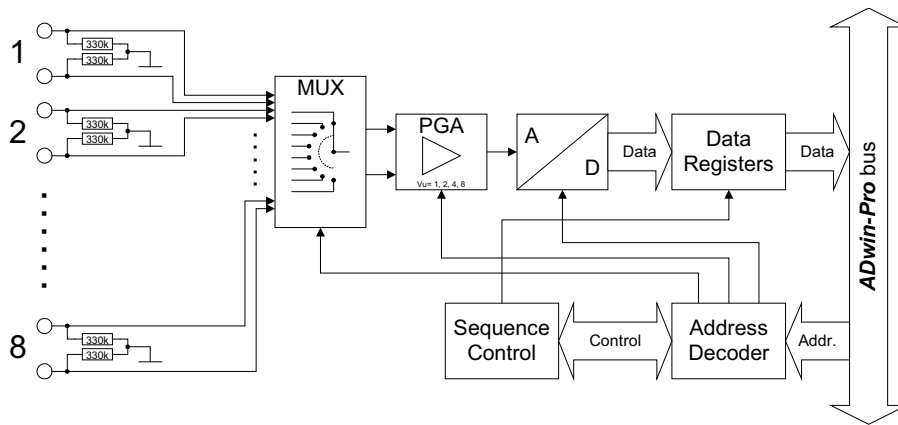 1
330k
330k
2
330k
330k
8
330k
330k
MUX
PGA
Vu= 1, 2, 4, 8
A
D
Data
Data
Registers
Data
ADwin-Pro bus
Sequence
Control
Control
Address
Decoder
Addr.